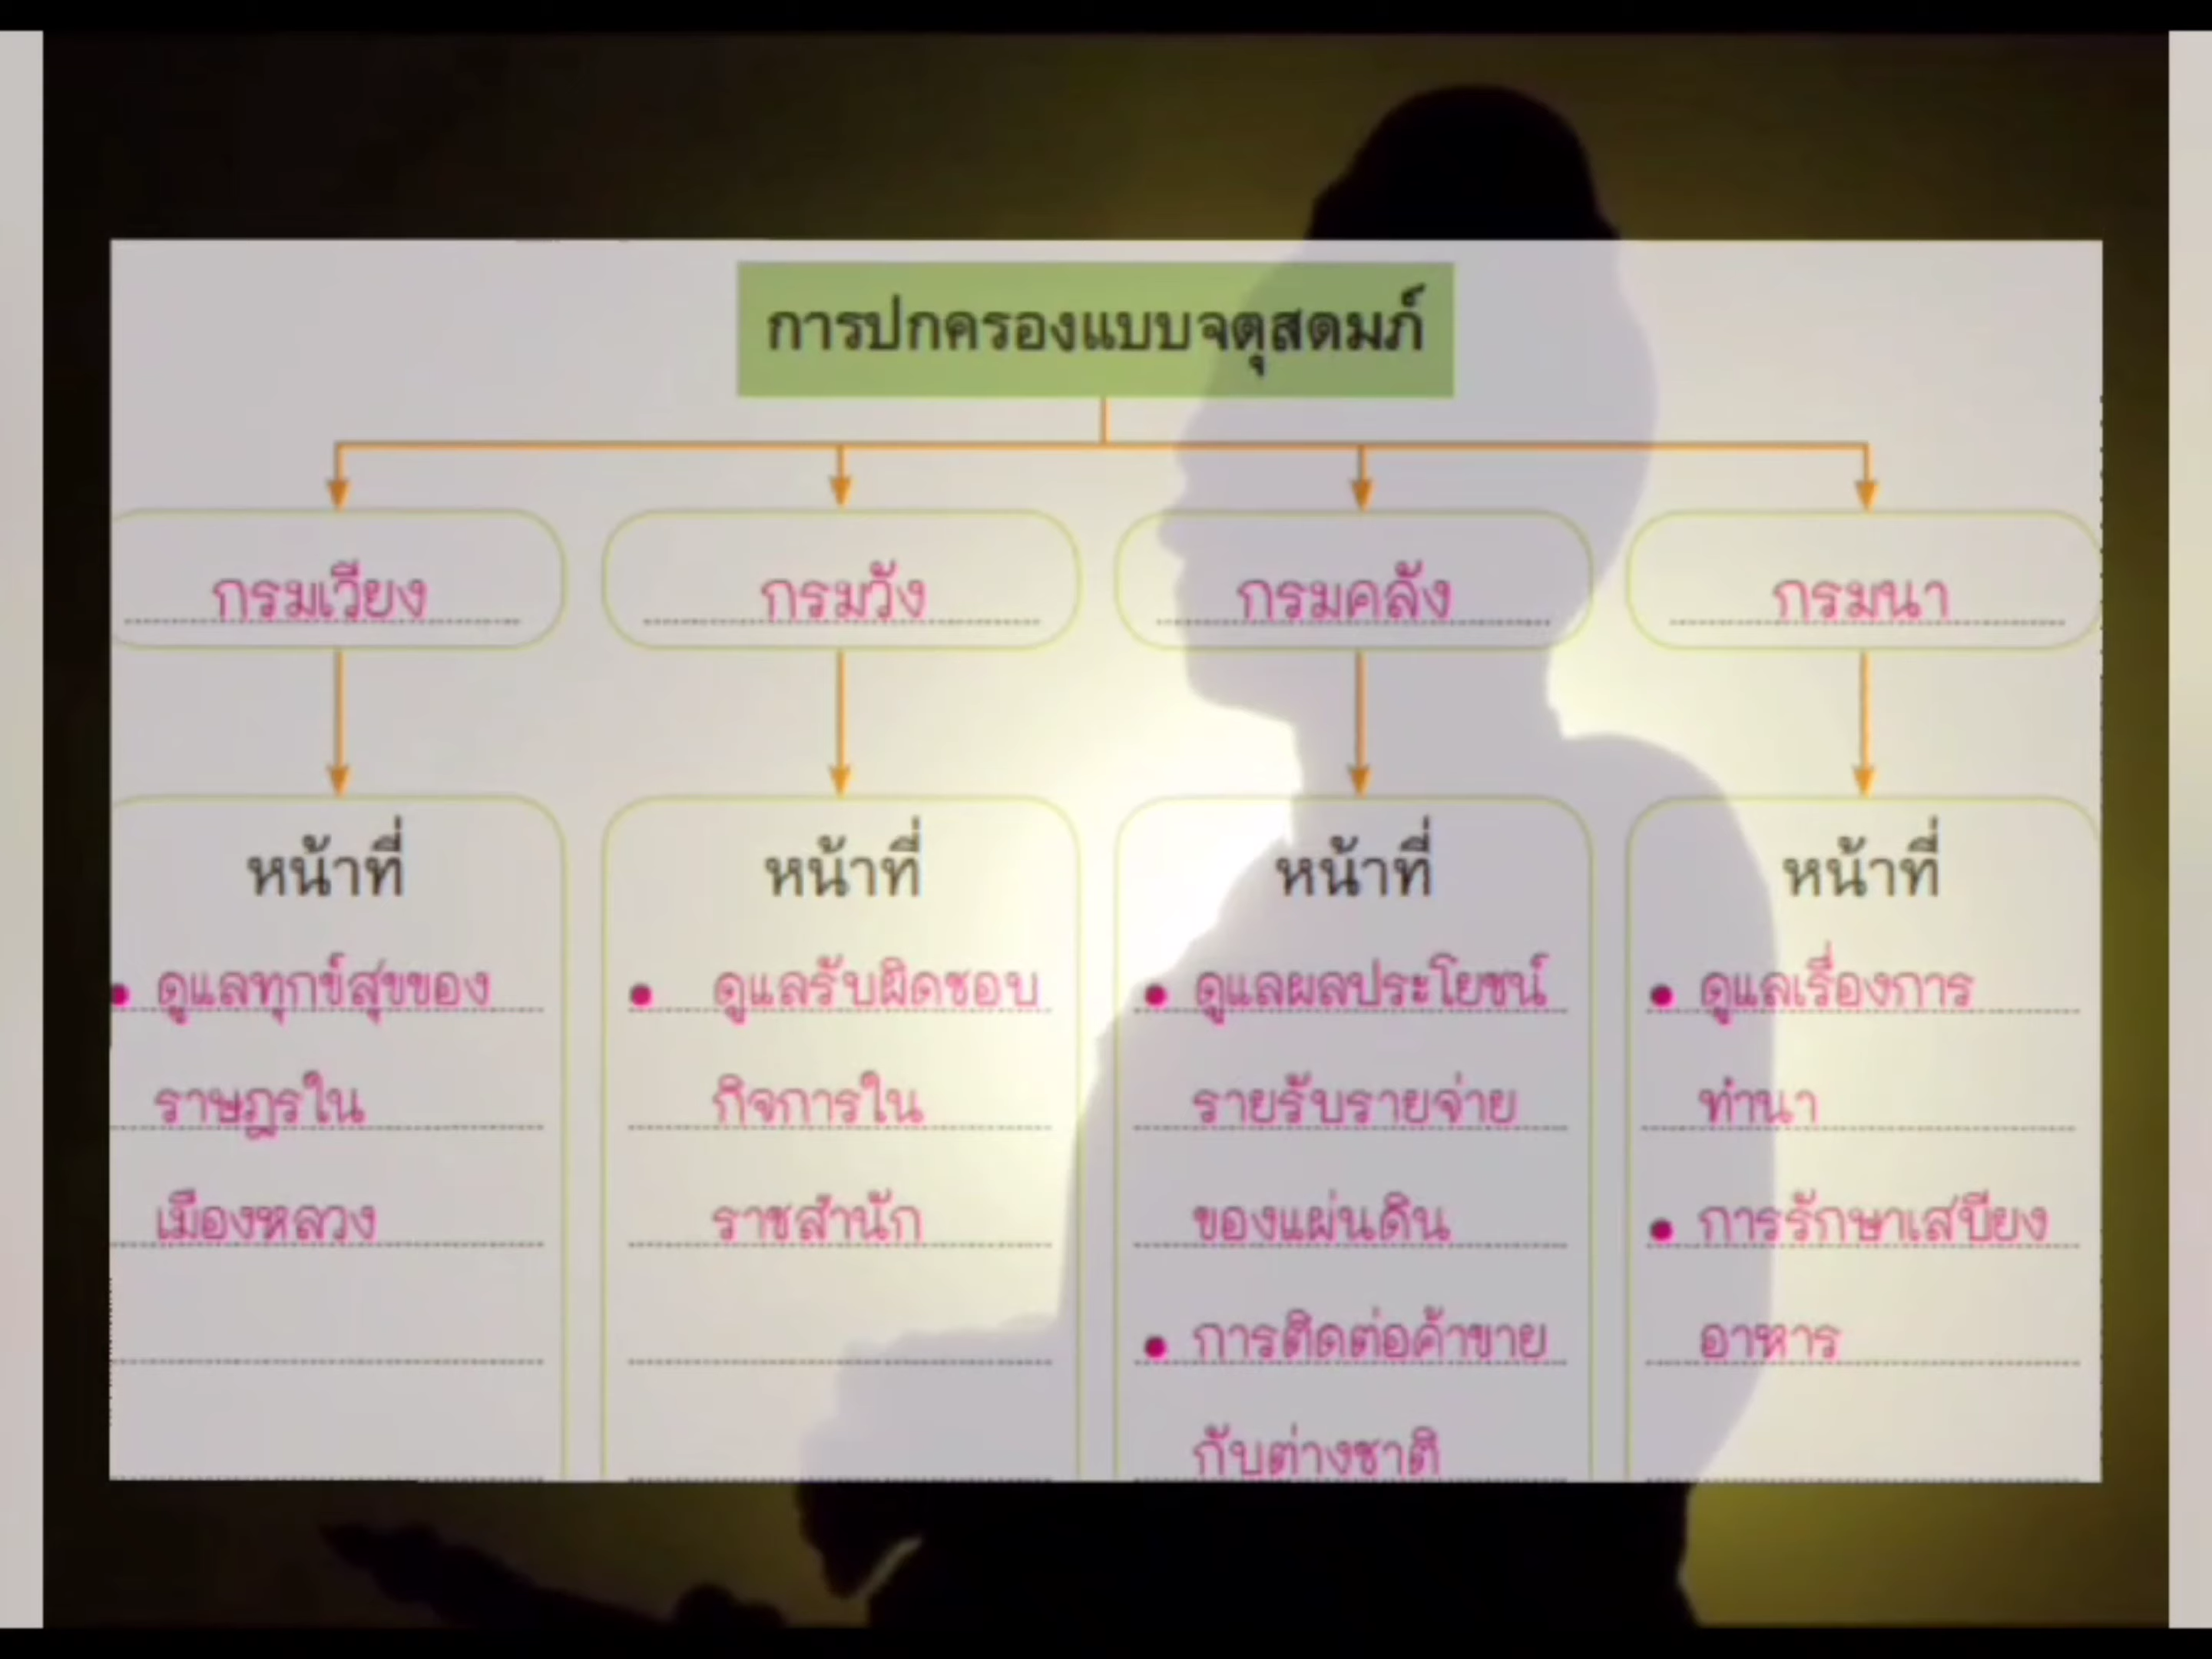 การปกครองแบบจตุสดมภ์
กรมเวียง
กรมวัง
กรมคลัง
กรมนา
หน้าที่
• ดูแลทุกข์สุขของ
ราษฎรใน
เมืองหลวง
หน้าที่
• ดูแลรับผิดชอบ
กิจการใน
ราชสำนัก
หน้าที่
• ดูแลผลประโยชน์
รายรับรายจ่าย
ของแผ่นดิน
• การติดต่อค้าขาย
กับต่างชาติ
หน้าที่
• ดูแลเรื่องการ
ทำนา
• การรักษาเสบียง
อาหาร